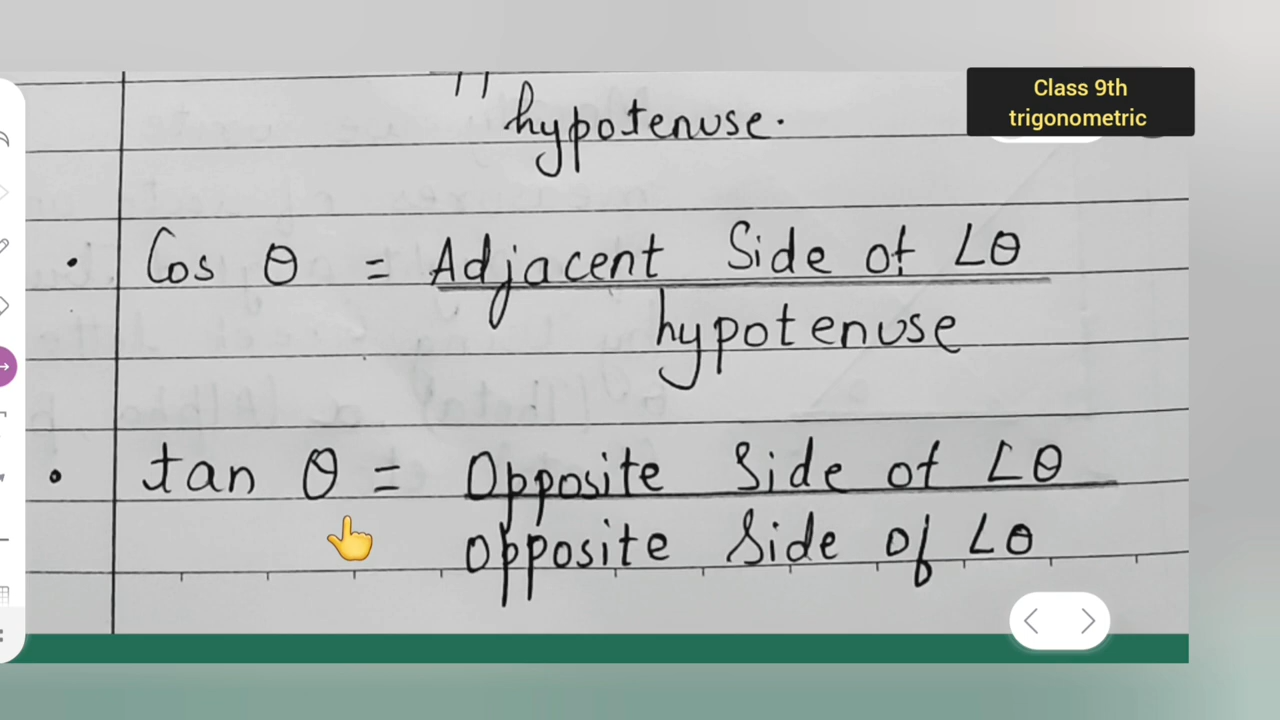 Class 9th
trigonometric
hypotenuse.
• Cos θ = Adjacent Side of ∠θ
hypotenuse
• tan θ = Opposite Side of ∠θ
opposite Side of ∠θ